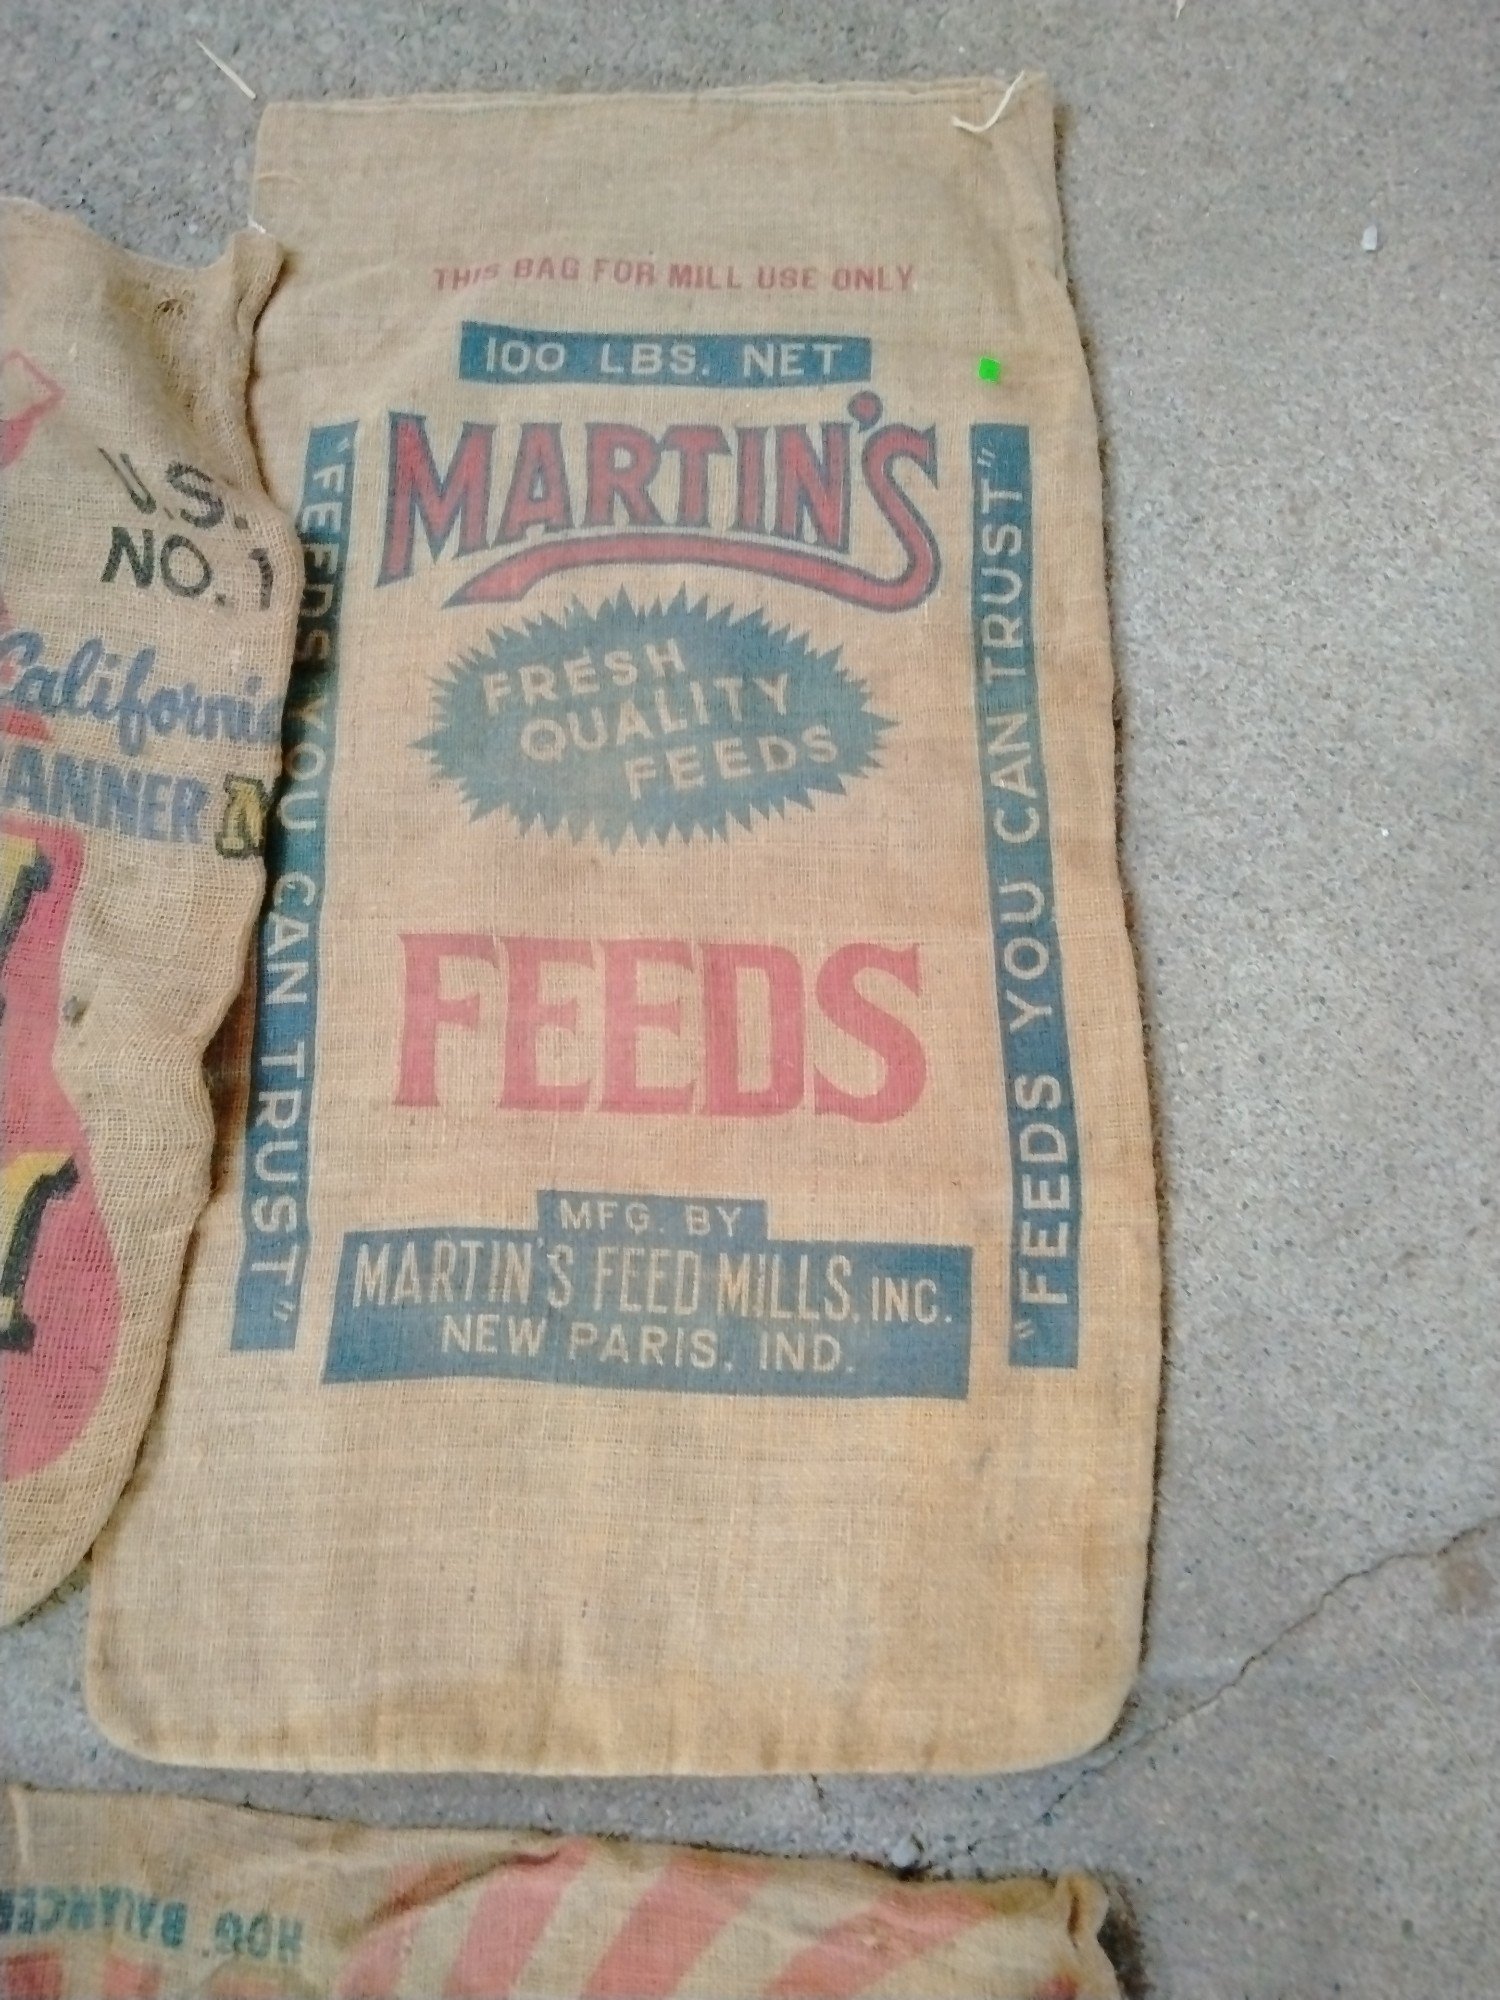 THIS BAG FOR MILL USE ONLY
100 LBS. NET
MARTIN'S
FRESH
QUALITY
FEEDS
FEEDS
MFG. BY
MARTIN'S FEED MILLS, INC.
NEW PARIS, IND.
"FEEDS YOU CAN TRUST"
"FEEDS YOU CAN TRUST"
U.S.
NO. 1
California
ANNER
HOG BALANCER